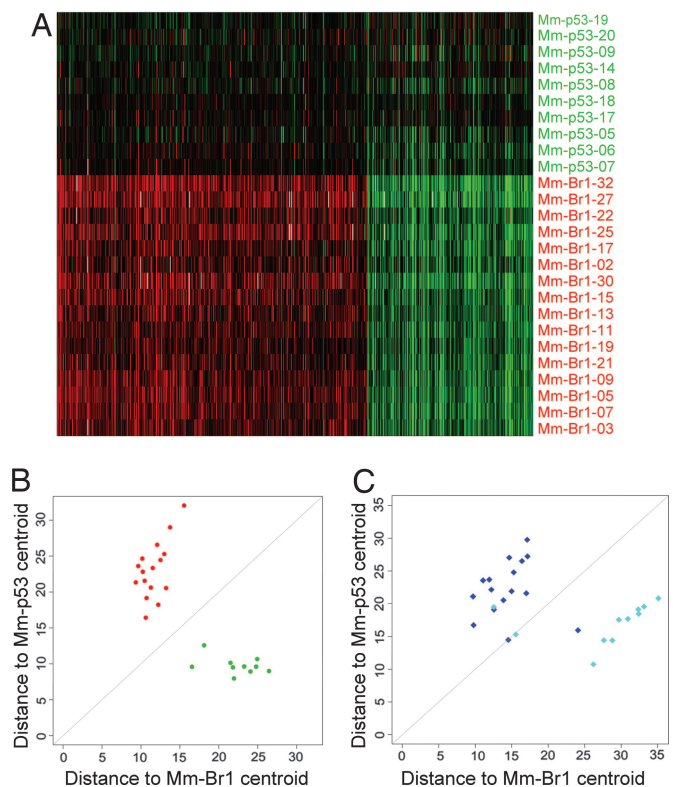 A
Mm-p53-19
Mm-p53-20
Mm-p53-09
Mm-p53-14
Mm-p53-08
Mm-p53-18
Mm-p53-17
Mm-p53-05
Mm-p53-06
Mm-p53-07
Mm-Br1-32
Mm-Br1-27
Mm-Br1-22
Mm-Br1-25
Mm-Br1-17
Mm-Br1-02
Mm-Br1-30
Mm-Br1-15
Mm-Br1-13
Mm-Br1-11
Mm-Br1-19
Mm-Br1-21
Mm-Br1-09
Mm-Br1-05
Mm-Br1-07
Mm-Br1-03
B
Distance to Mm-p53 centroid
30
25
20
15
10
5
0
0 5 10 15 20 25 30
Distance to Mm-Br1 centroid
C
Distance to Mm-p53 centroid
35
30
25
20
15
10
5
0
0 5 10 15 20 25 30 35
Distance to Mm-Br1 centroid